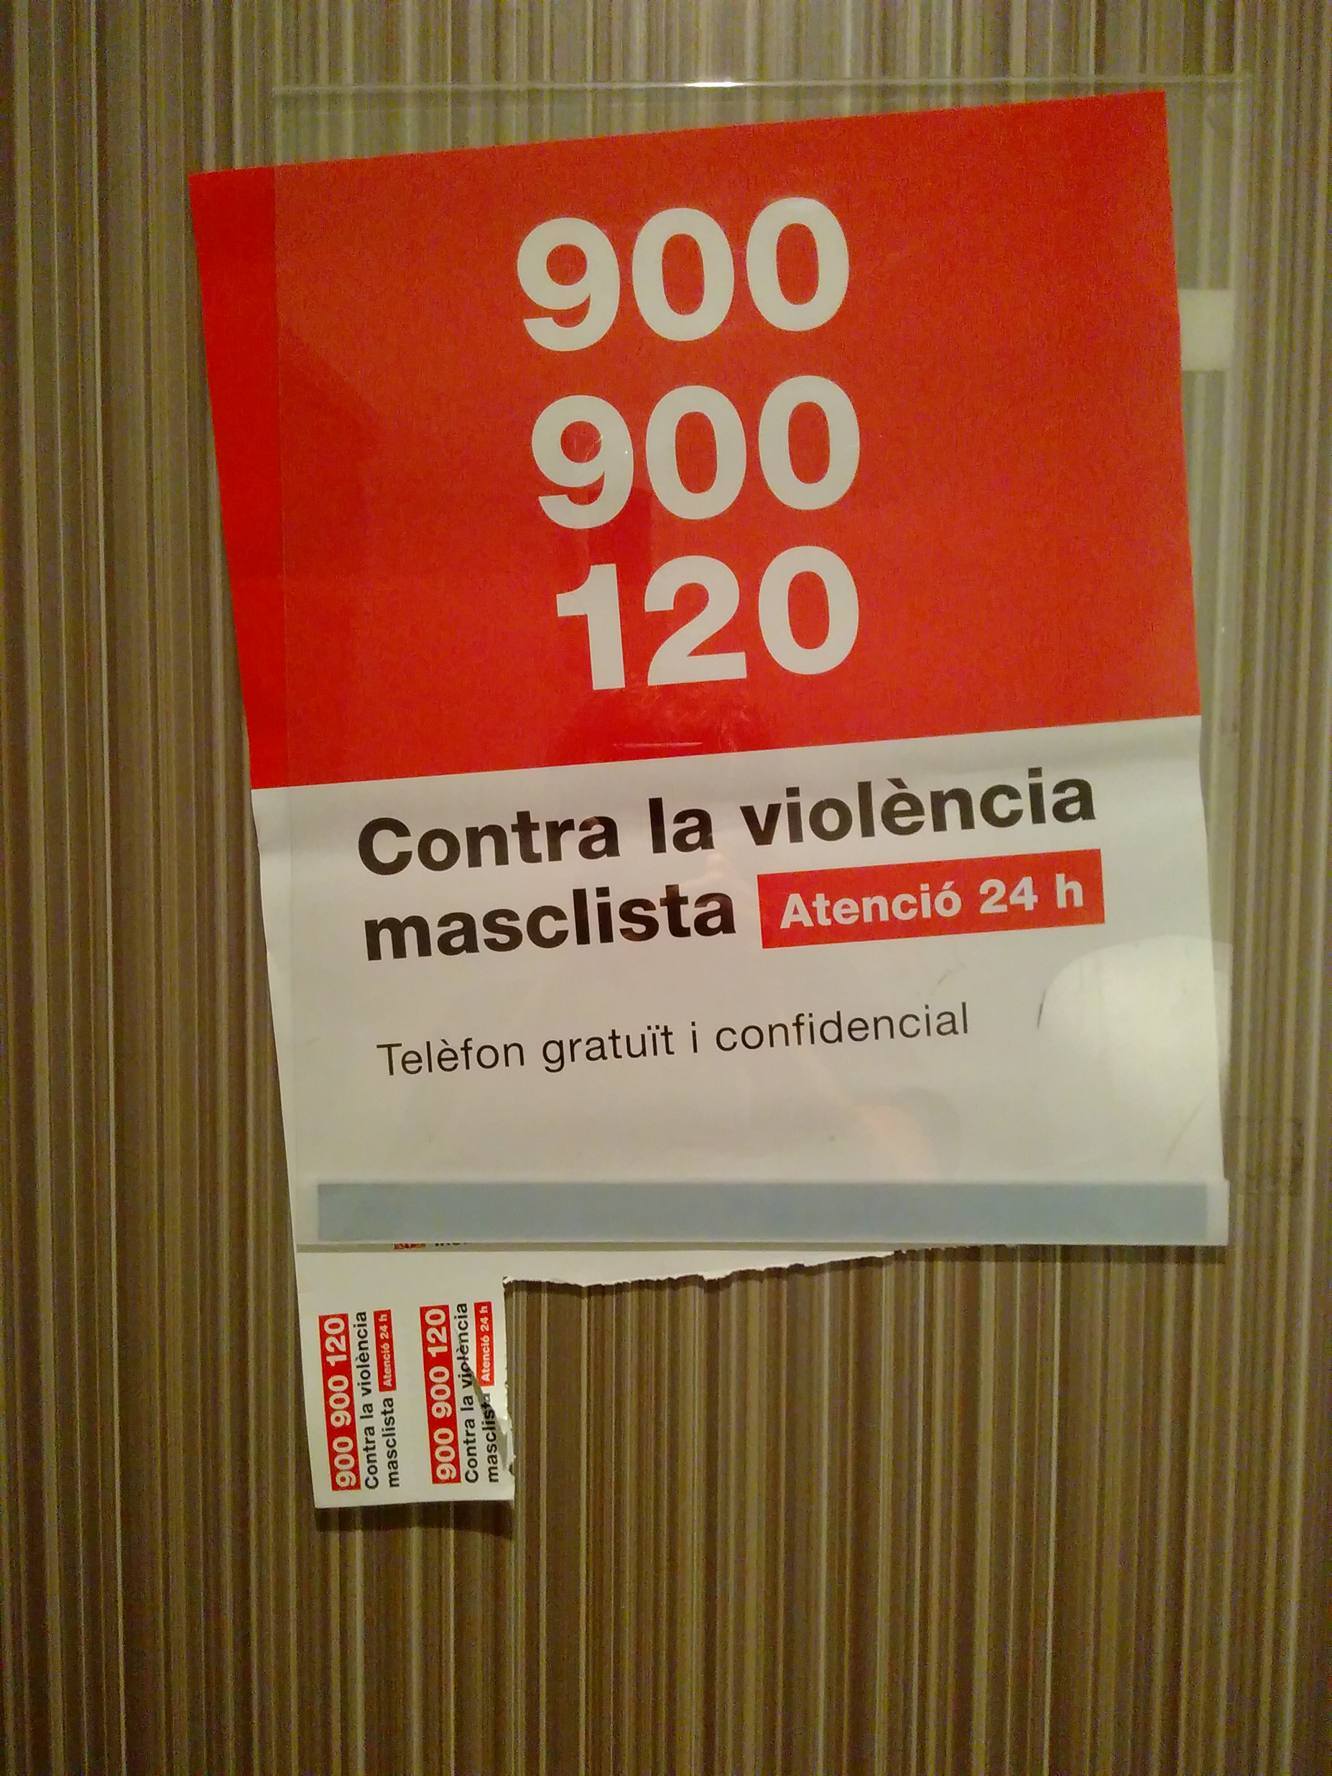 900
900
120
Contra la violència
masclista Atenció 24 h
Telèfon gratuït i confidencial
900 900 120
Contra la violència
masclista Atenció 24 h
900 900 120
Contra la violència
masclista Atenció 24 h